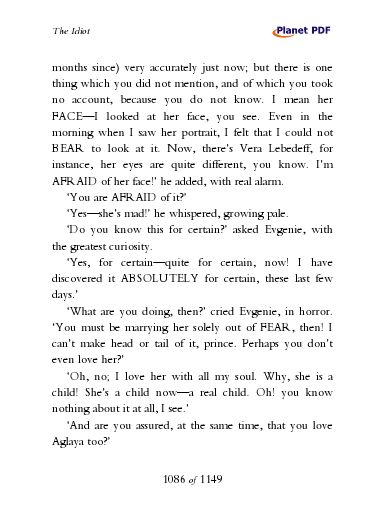 The Idiot
Planet PDF
months since) very accurately just now; but there is one
thing which you did not mention, and of which you took
no account, because you do not know. I mean her
FACE—I looked at her face, you see. Even in the
morning when I saw her portrait, I felt that I could not
BEAR to look at it. Now, there's Vera Lebedeff, for
instance, her eyes are quite different, you know. I'm
AFRAID of her face!' he added, with real alarm.
'You are AFRAID of it?'
'Yes—she's mad!' he whispered, growing pale.
'Do you know this for certain?' asked Evgenie, with
the greatest curiosity.
'Yes, for certain—quite for certain, now! I have
discovered it ABSOLUTELY for certain, these last few
days.'
'What are you doing, then?' cried Evgenie, in horror.
'You must be marrying her solely out of FEAR, then! I
can't make head or tail of it, prince. Perhaps you don't
even love her?'
'Oh, no; I love her with all my soul. Why, she is a
child! She's a child now—a real child. Oh! you know
nothing about it at all, I see.'
'And are you assured, at the same time, that you love
Aglaya too?'
1086 of 1149